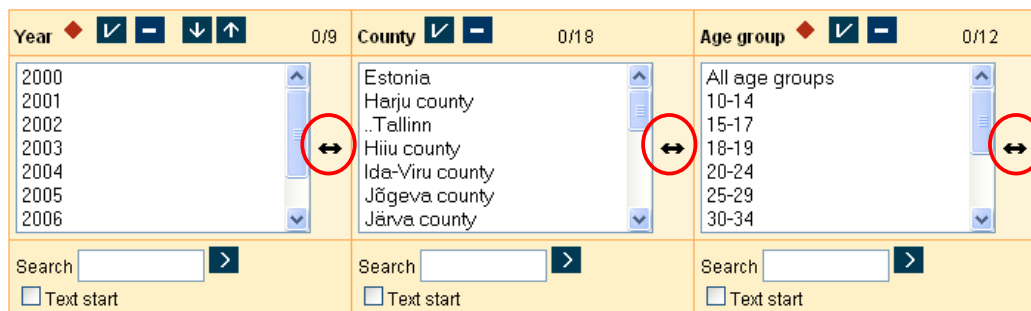 Year 0/9
2000
2001
2002
2003
2004
2005
2006
Search
Text start
County 0/18
Estonia
Harju county
..Tallinn
Hiiu county
Ida-Viru county
Jõgeva county
Järva county
Search
Text start
Age group 0/12
All age groups
10-14
15-17
18-19
20-24
25-29
30-34
Search
Text start